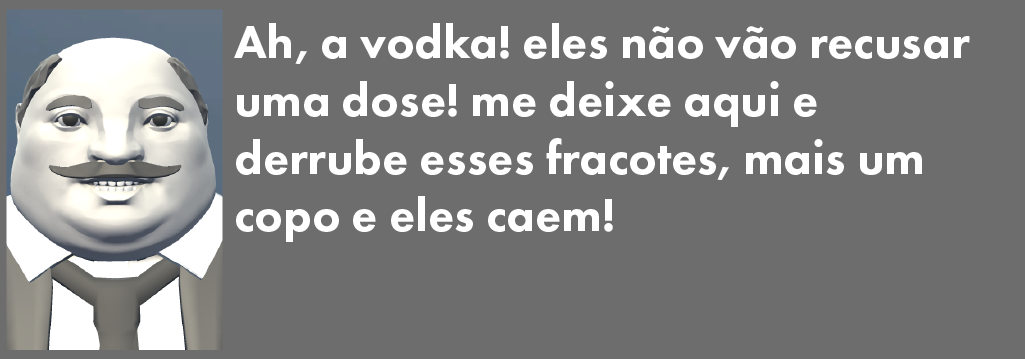 Ah, a vodka! eles não vão recusar
uma dose! me deixe aqui e
derrube esses fracotes, mais um
copo e eles caem!